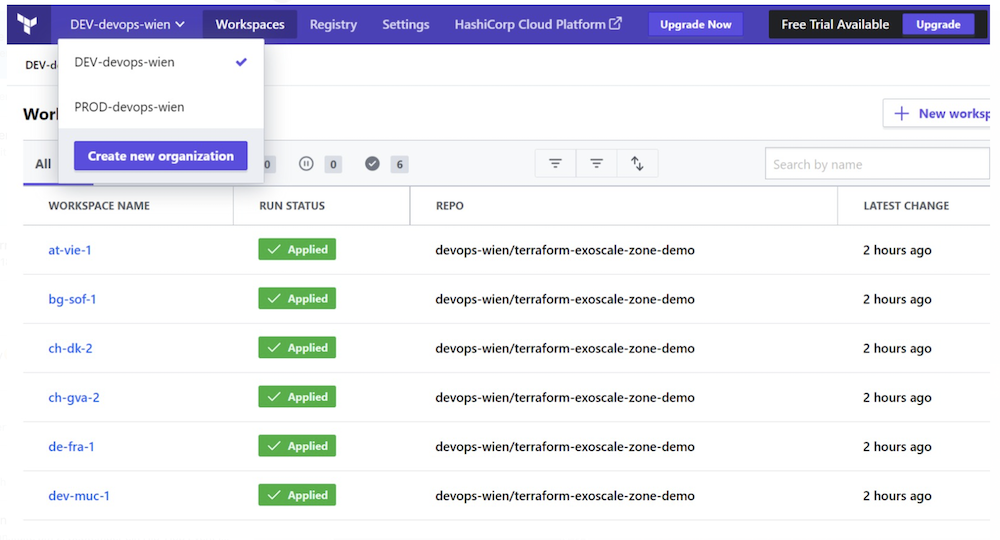 DEV-devops-wien Workspaces Registry Settings HashiCorp Cloud Platform Upgrade Now Free Trial Available Upgrade
DEV-devops-wien
PROD-devops-wien
Create new organization
New
All 0 0 6 Search by name
WORKSPACE NAME RUN STATUS REPO LATEST CHANGE
at-vie-1 Applied devops-wien/terraform-exoscale-zone-demo 2 hours ago
bg-sof-1 Applied devops-wien/terraform-exoscale-zone-demo 2 hours ago
ch-dk-2 Applied devops-wien/terraform-exoscale-zone-demo 2 hours ago
ch-gva-2 Applied devops-wien/terraform-exoscale-zone-demo 2 hours ago
de-fra-1 Applied devops-wien/terraform-exoscale-zone-demo 2 hours ago
dev-muc-1 Applied devops-wien/terraform-exoscale-zone-demo 2 hours ago